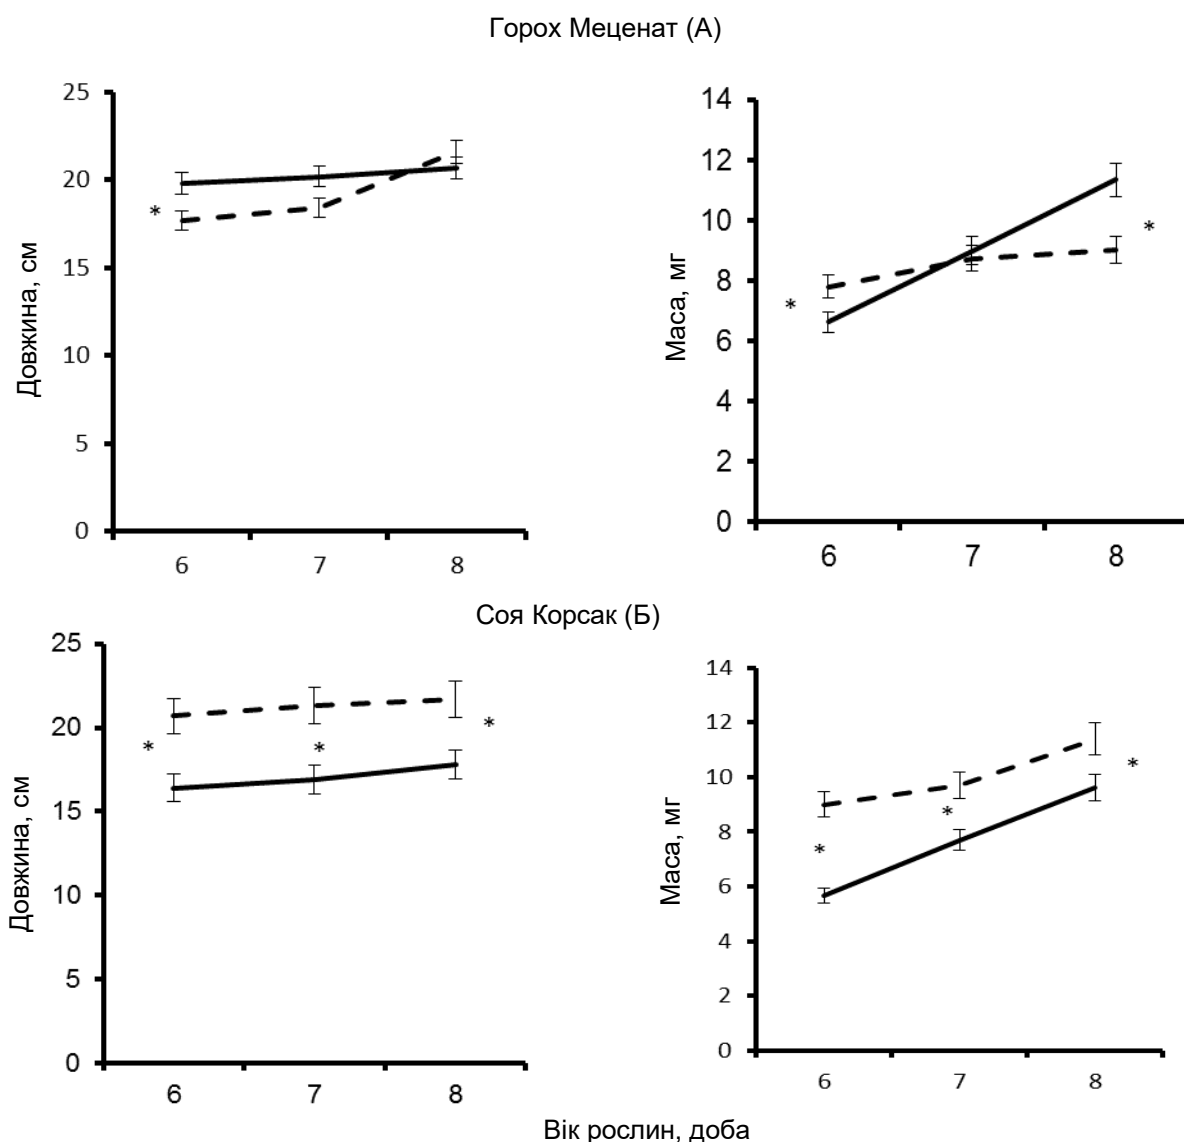 Горох Меценат (А)
Довжина, см
25
20
15
10
5
0
6 7 8
*
Маса, мг
14
12
10
8
6
4
2
0
6 7 8
*
*
Соя Корсак (Б)
Довжина, см
25
20
15
10
5
0
6 7 8
* * *
Маса, мг
14
12
10
8
6
4
2
0
6 7 8
* * *
Вік рослин, доба